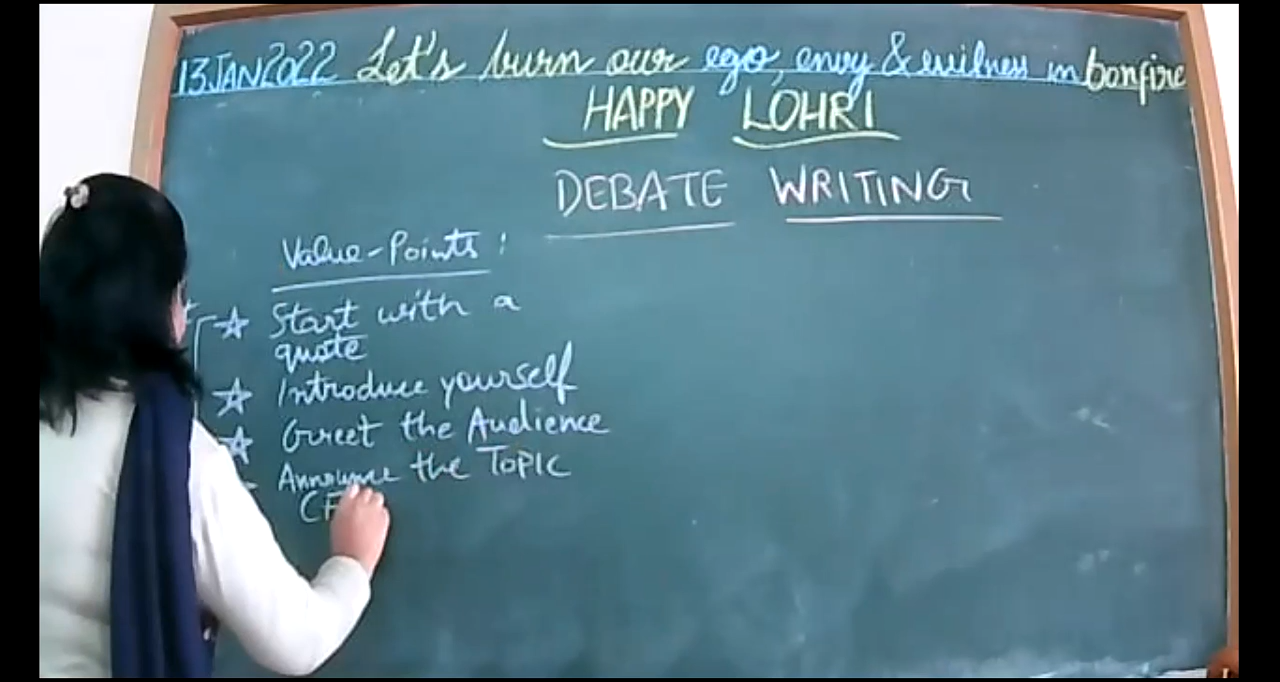 13JAN2022 Let's burn our ego, envy & evilness in bonfire
HAPPY LOHRI
DEBATE WRITING
Value-Points:
Start with a
quote
Introduce yourself
Greet the Audience
Announce the TOPIC